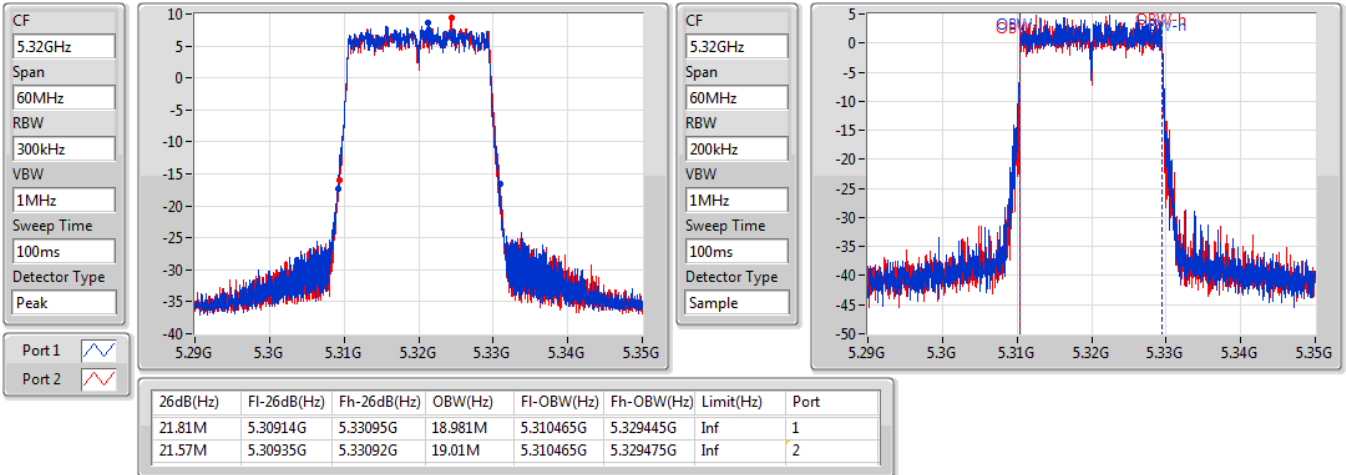 CF
5.32GHz
Span
60MHz
RBW
300kHz
VBW
1MHz
Sweep Time
100ms
Detector Type
Peak
Port 1
Port 2
10
5
0
-5
-10
-15
-20
-25
-30
-35
-40
5.29G 5.3G 5.31G 5.32G 5.33G 5.34G 5.35G
CF
5.32GHz
Span
60MHz
RBW
200kHz
VBW
1MHz
Sweep Time
100ms
Detector Type
Sample
OBW-l OBW-h
OBW-l OBW-h
5
0
-5
-10
-15
-20
-25
-30
-35
-40
-45
-50
5.29G 5.3G 5.31G 5.32G 5.33G 5.34G 5.35G
26dB(Hz) Fl-26dB(Hz) Fh-26dB(Hz) OBW(Hz) Fl-OBW(Hz) Fh-OBW(Hz) Limit(Hz) Port
21.81M 5.30914G 5.33095G 18.981M 5.310465G 5.329445G Inf 1
21.57M 5.30935G 5.33092G 19.01M 5.310465G 5.329475G Inf 2